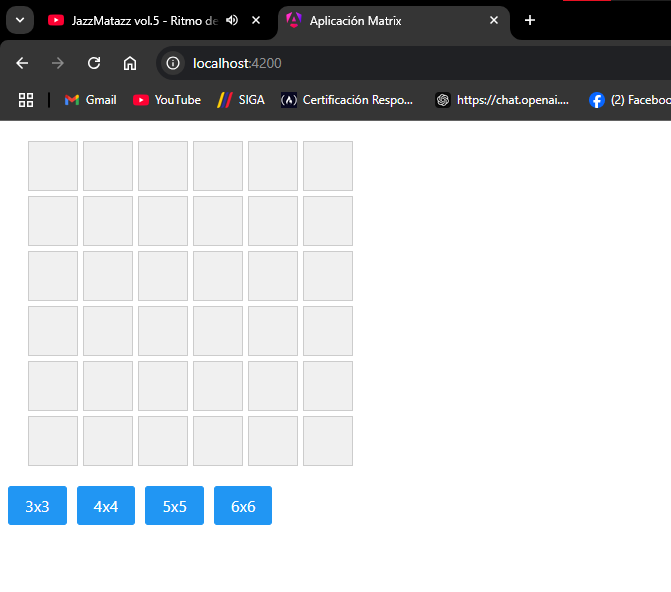 JazzMatazz vol.5 - Ritmo de
Aplicación Matrix
localhost:4200
Gmail
YouTube
SIGA
Certificación Respo...
https://chat.openai....
(2) Faceboo
3x3
4x4
5x5
6x6